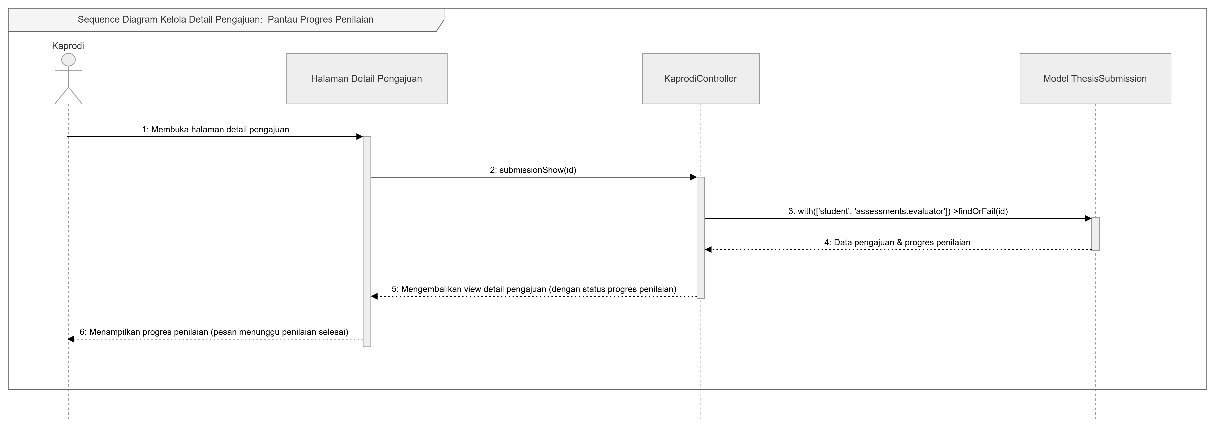 Sequence Diagram Kelola Detail Pengajuan: Pantau Progres Penilaian
Kaprodi
Halaman Detail Pengajuan
KaprodiController
Model ThesisSubmission
1: Membuka halaman detail pengajuan
2: submissionShow(id)
3: with(['student', 'assessments.evaluator'])->findOrFail(id)
4: Data pengajuan & progres penilaian
5: Mengembalikan view detail pengajuan (dengan status progres penilaian)
6: Menampilkan progres penilaian (pesan menunggu penilaian selesai)